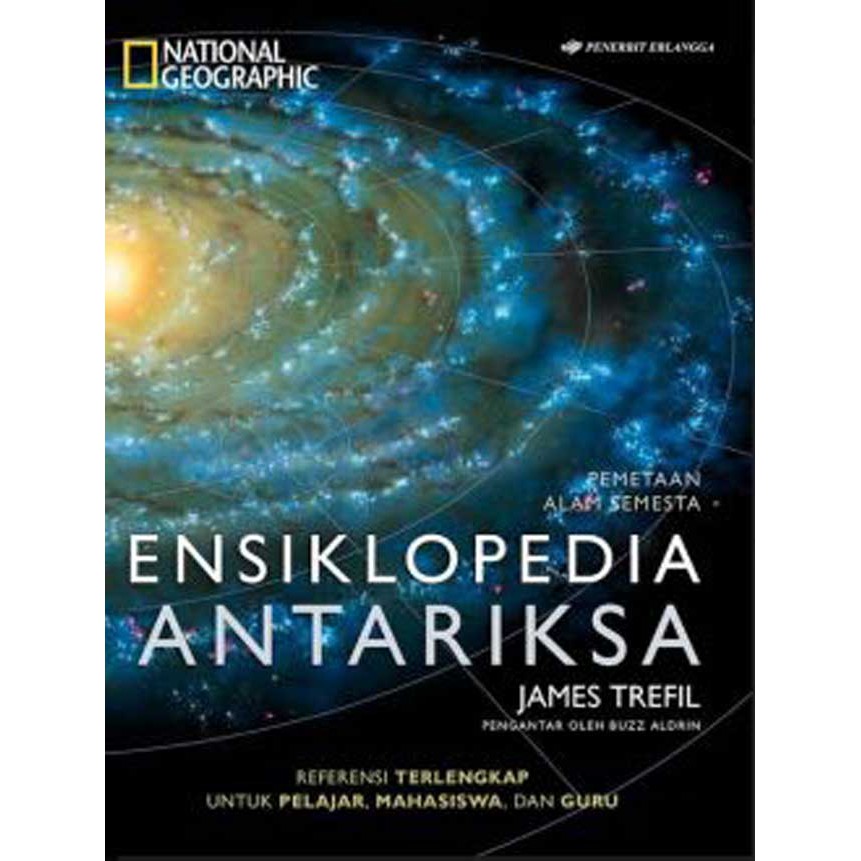 NATIONAL
GEOGRAPHIC
PENERBIT ERLANGGA
PEMETAAN
ALAM SEMESTA
ENSIKLOPEDIA
ANTARIKSA
JAMES TREFIL
PENGANTAR OLEH BUZZ ALDRIN
REFERENSI TERLENGKAP
UNTUK PELAJAR, MAHASISWA, DAN GURU